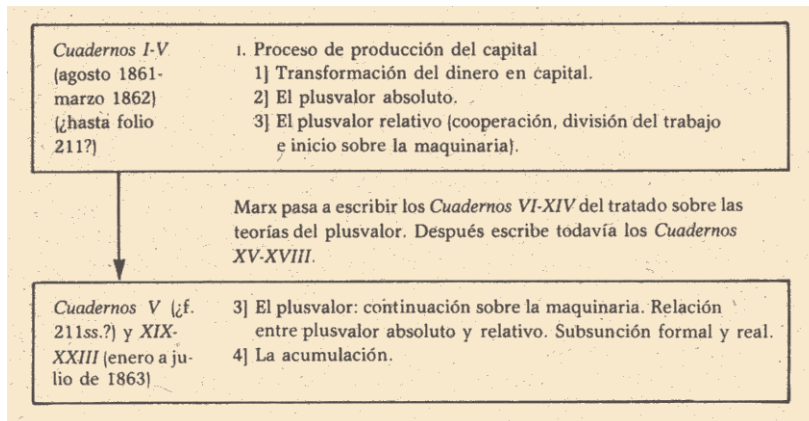 Cuadernos I-V
(agosto 1861-
marzo 1862)
(¿hasta folio
211?)
1. Proceso de producción del capital
1] Transformación del dinero en capital.
2] El plusvalor absoluto.
3] El plusvalor relativo (cooperación, división del trabajo
e inicio sobre la maquinaria).
Marx pasa a escribir los Cuadernos VI-XIV del tratado sobre las
teorías del plusvalor. Después escribe todavía los Cuadernos
XV-XVIII.
Cuadernos V (¿f.
211ss.?) y XIX-
XXIII (enero a ju-
lio de 1863)
3] El plusvalor: continuación sobre la maquinaria. Relación
entre plusvalor absoluto y relativo. Subsunción formal y real.
4] La acumulación.